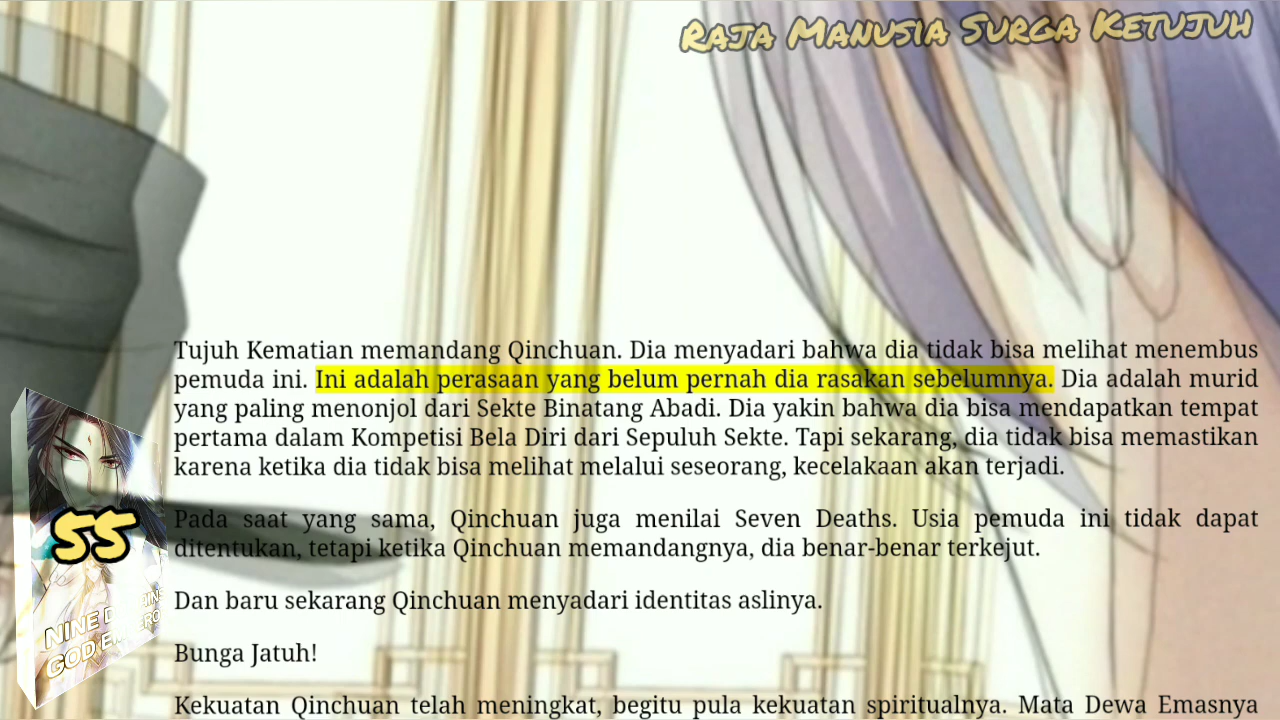 Raja Manusia Surga Ketujuh
Tujuh Kematian memandang Qinchuan. Dia menyadari bahwa dia tidak bisa melihat menembus
pemuda ini. Ini adalah perasaan yang belum pernah dia rasakan sebelumnya. Dia adalah murid
yang paling menonjol dari Sekte Binatang Abadi. Dia yakin bahwa dia bisa mendapatkan tempat
pertama dalam Kompetisi Bela Diri dari Sepuluh Sekte. Tapi sekarang, dia tidak bisa memastikan
karena ketika dia tidak bisa melihat melalui seseorang, kecelakaan akan terjadi.
Pada saat yang sama, Qinchuan juga menilai Seven Deaths. Usia pemuda ini tidak dapat
ditentukan, tetapi ketika Qinchuan memandangnya, dia benar-benar terkejut.
Dan baru sekarang Qinchuan menyadari identitas aslinya.
Bunga Jatuh!
Kekuatan Qinchuan telah meningkat, begitu pula kekuatan spiritualnya. Mata Dewa Emasnya
SS
NINE
GOD